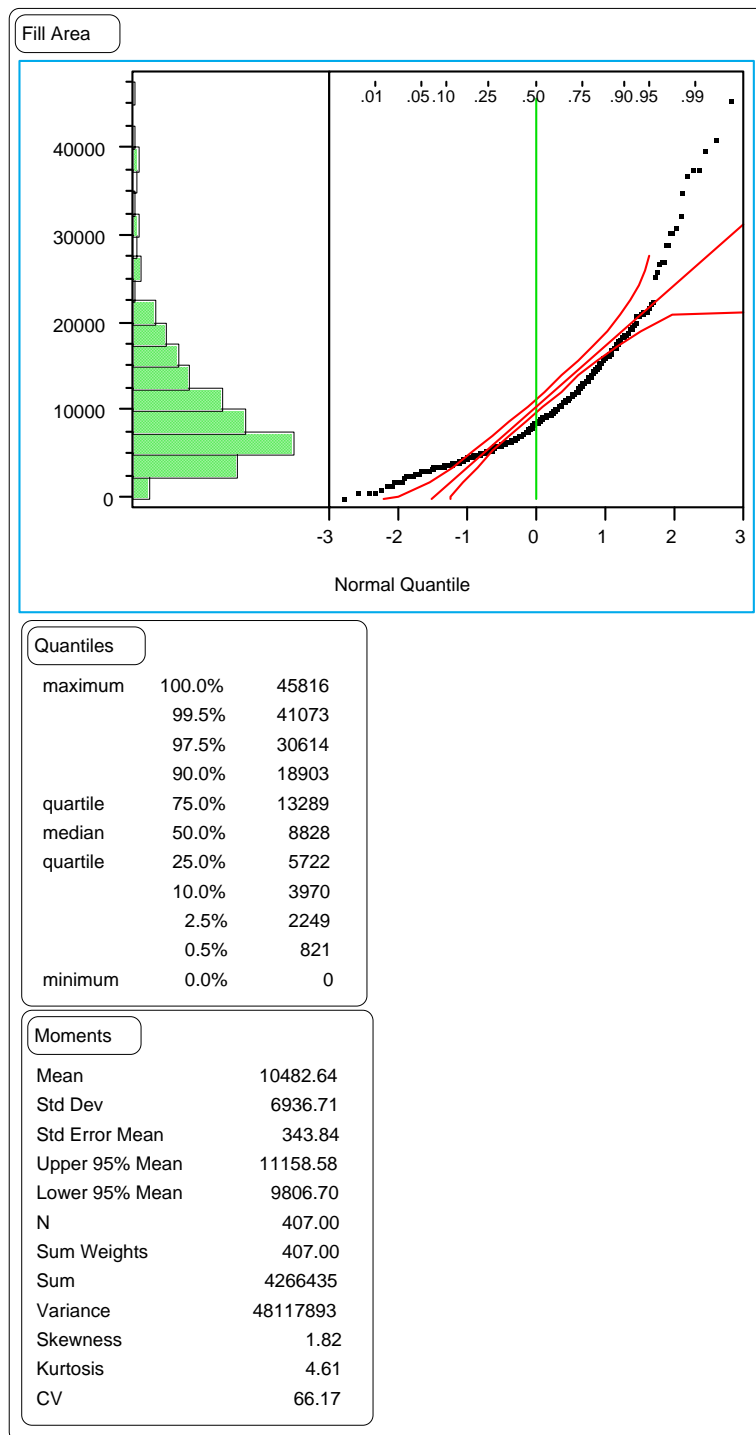 Fill Area
.01 .05 .10 .25 .50 .75 .90 .95 .99
40000
30000
20000
10000
0
-3 -2 -1 0 1 2 3
Normal Quantile
Quantiles
maximum 100.0% 45816
99.5% 41073
97.5% 30614
90.0% 18903
quartile 75.0% 13289
median 50.0% 8828
quartile 25.0% 5722
10.0% 3970
2.5% 2249
0.5% 821
minimum 0.0% 0
Moments
Mean 10482.64
Std Dev 6936.71
Std Error Mean 343.84
Upper 95% Mean 11158.58
Lower 95% Mean 9806.70
N 407.00
Sum Weights 407.00
Sum 4266435
Variance 48117893
Skewness 1.82
Kurtosis 4.61
CV 66.17